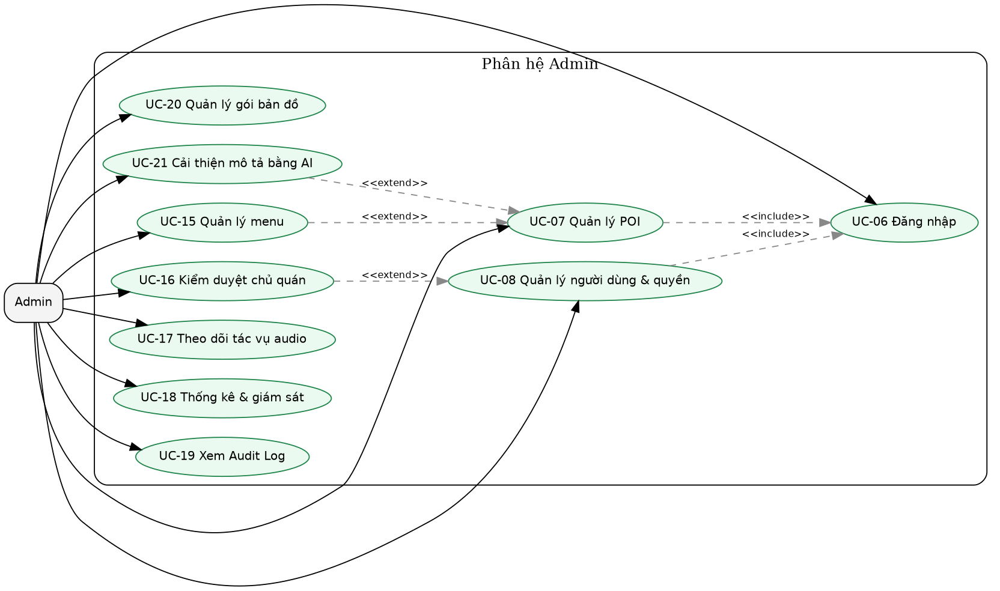 Phân hệ Admin
UC-20 Quản lý gói bản đồ
UC-21 Cải thiện mô tả bằng AI
<<extend>>
UC-15 Quản lý menu
<<extend>>
UC-07 Quản lý POI
<<include>>
UC-06 Đăng nhập
<<include>>
UC-16 Kiểm duyệt chủ quán
<<extend>>
UC-08 Quản lý người dùng & quyền
Admin
UC-17 Theo dõi tác vụ audio
UC-18 Thống kê & giám sát
UC-19 Xem Audit Log